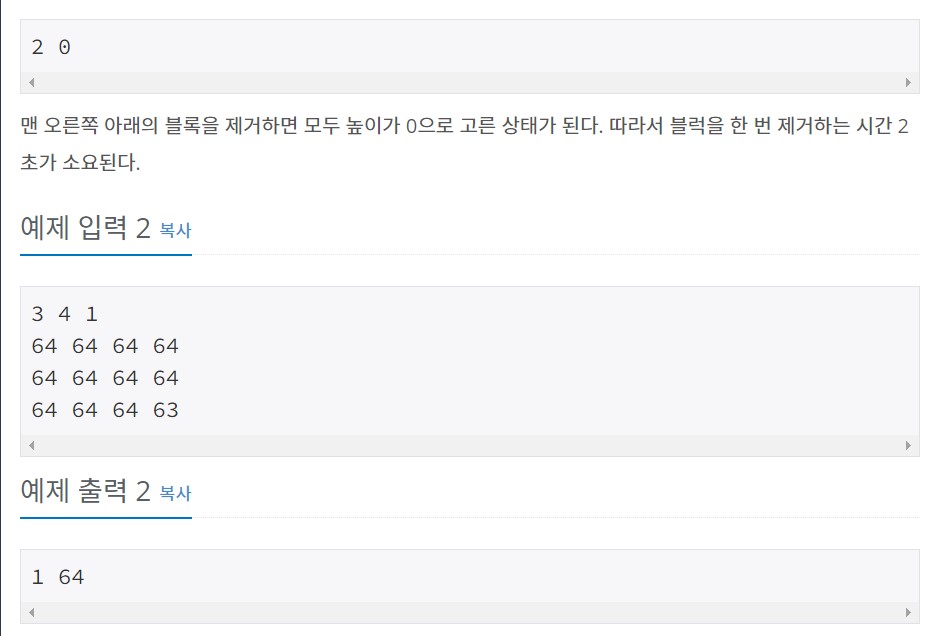 2 0
맨 오른쪽 아래의 블록을 제거하면 모두 높이가 0으로 고른 상태가 된다. 따라서 블럭을 한 번 제거하는 시간 2
초가 소요된다.
예제 입력 2 복사
3 4 1
64 64 64 64
64 64 64 64
64 64 64 63
예제 출력 2 복사
1 64